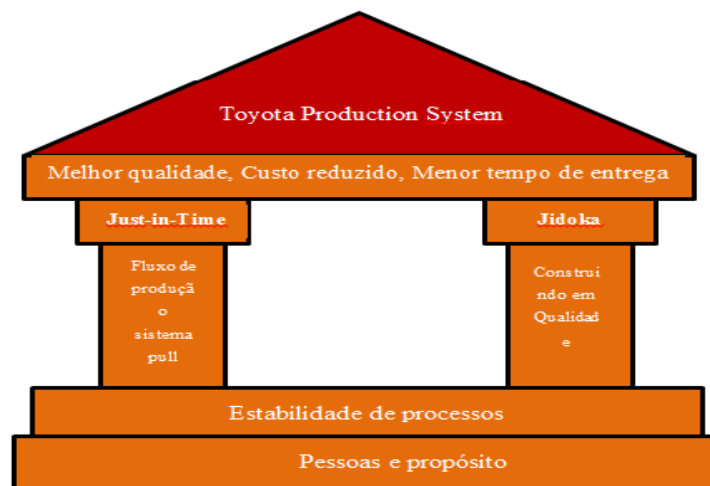 Toyota Production System
Melhor qualidade, Custo reduzido, Menor tempo de entrega
Just-in-Time
Fluxo de
produçã
o
sistema
pull
Jidoka
Construi
ndo em
Qualidad
e
Estabilidade de processos
Pessoas e propósito